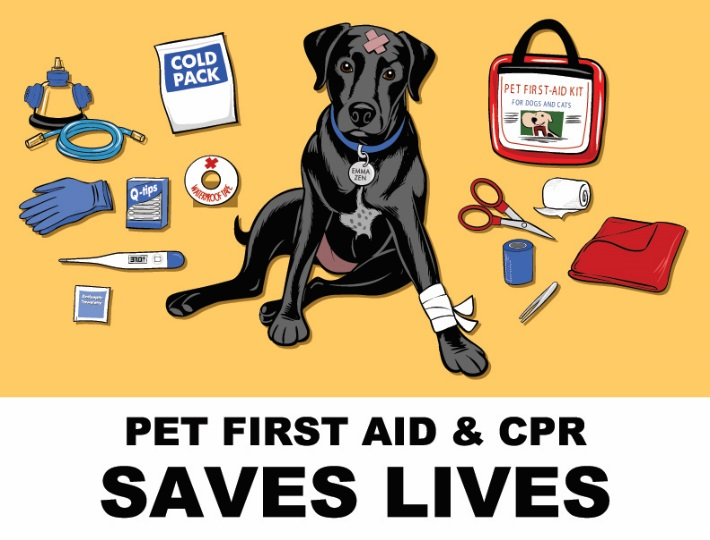 COLD
PACK
PET FIRST-AID KIT
FOR DOGS AND CATS
EMMA
ZEN
Q-tips
WATERPROOF TAPE
PET FIRST AID & CPR
SAVES LIVES